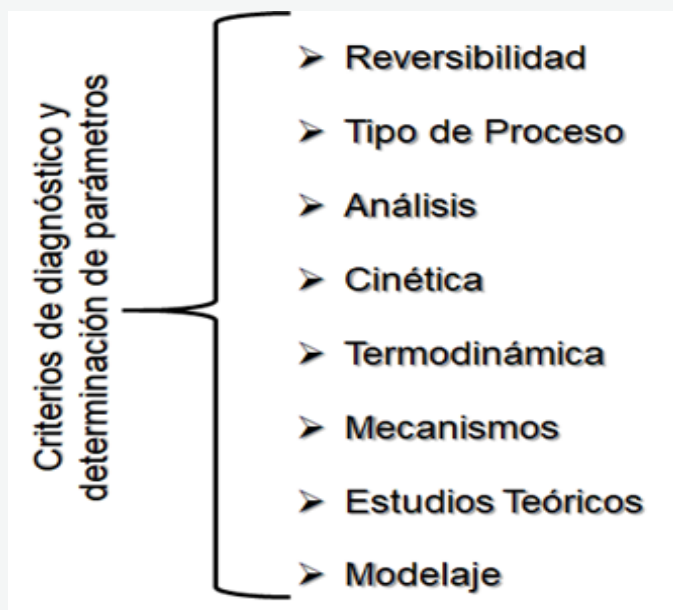 Criterios de diagnóstico y
determinación de parámetros
➢ Reversibilidad
➢ Tipo de Proceso
➢ Análisis
➢ Cinética
➢ Termodinámica
➢ Mecanismos
➢ Estudios Teóricos
➢ Modelaje